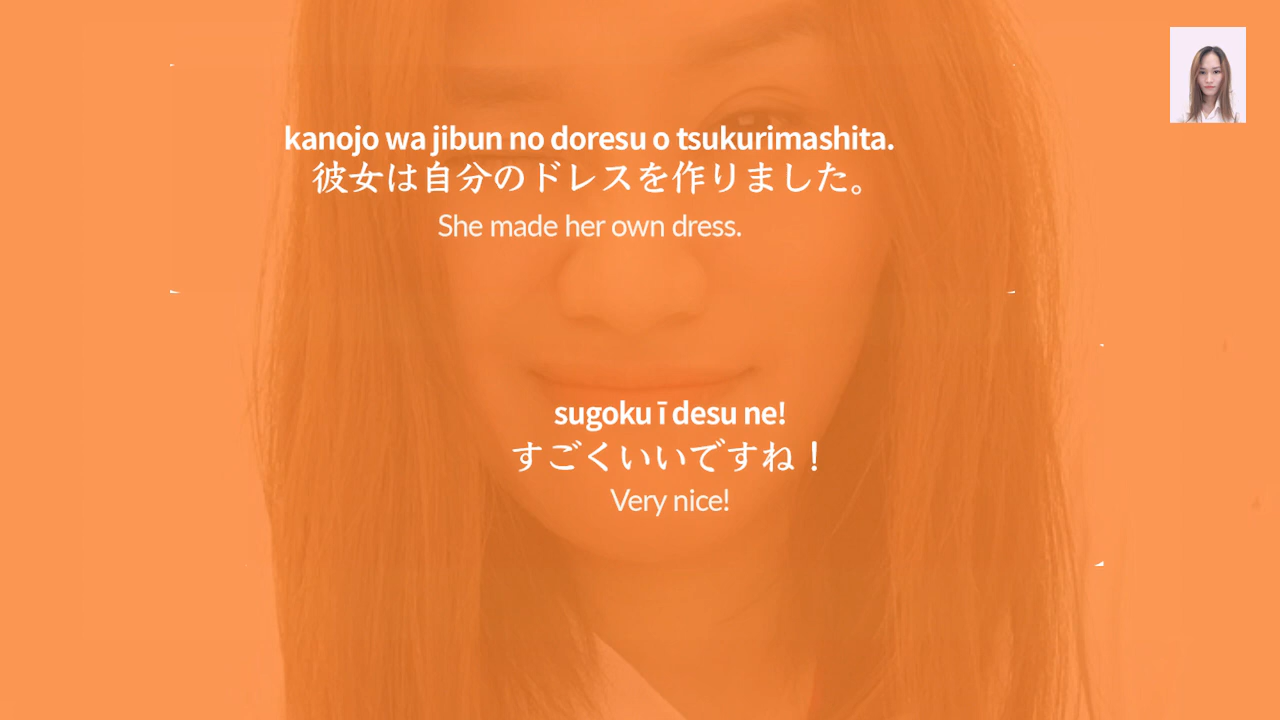 kanojo wa jibun no doresu o tsukurimashita.
彼女は自分のドレスを作りました。
She made her own dress.
sugoku ī desu ne!
すごくいいですね！
Very nice!